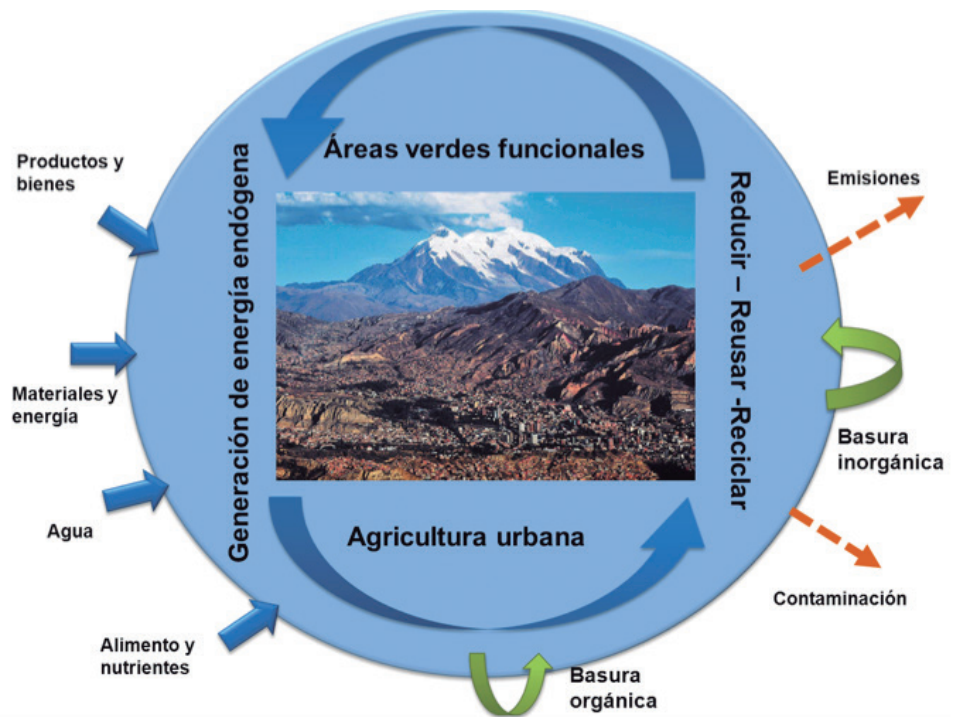 Productos y
bienes
Materiales y
energía
Agua
Alimento y
nutrientes
Generación de energía endógena
Áreas verdes funcionales
Agricultura urbana
Reducir – Reusar -Reciclar
Emisiones
Basura
inorgánica
Contaminación
Basura
orgánica